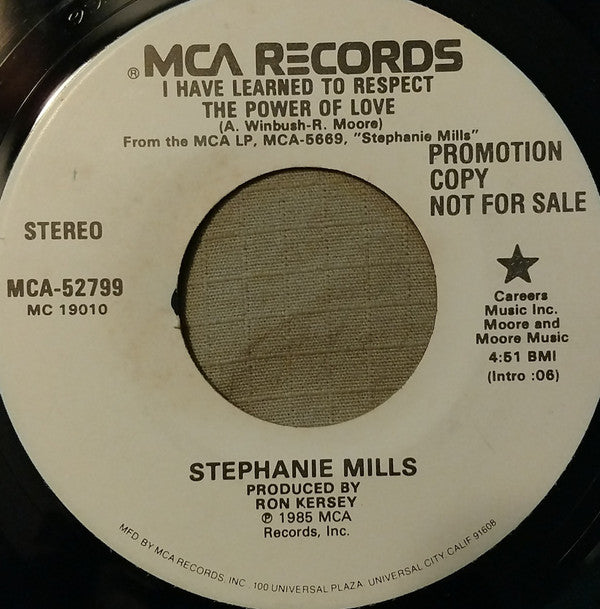 ® MCA RECORDS
I HAVE LEARNED TO RESPECT
THE POWER OF LOVE
(A. Winbush-R. Moore)
From the MCA LP, MCA-5669, "Stephanie Mills"
PROMOTION
COPY
NOT FOR SALE
STEREO
MCA-52799
MC 19010
Careers
Music Inc.
Moore and
Moore Music
4:51 BMI
(Intro :06)
STEPHANIE MILLS
PRODUCED BY
RON KERSEY
℗ 1985 MCA
Records, Inc.
MFD BY MCA RECORDS, INC. 100 UNIVERSAL PLAZA, UNIVERSAL CITY, CALIF 91608